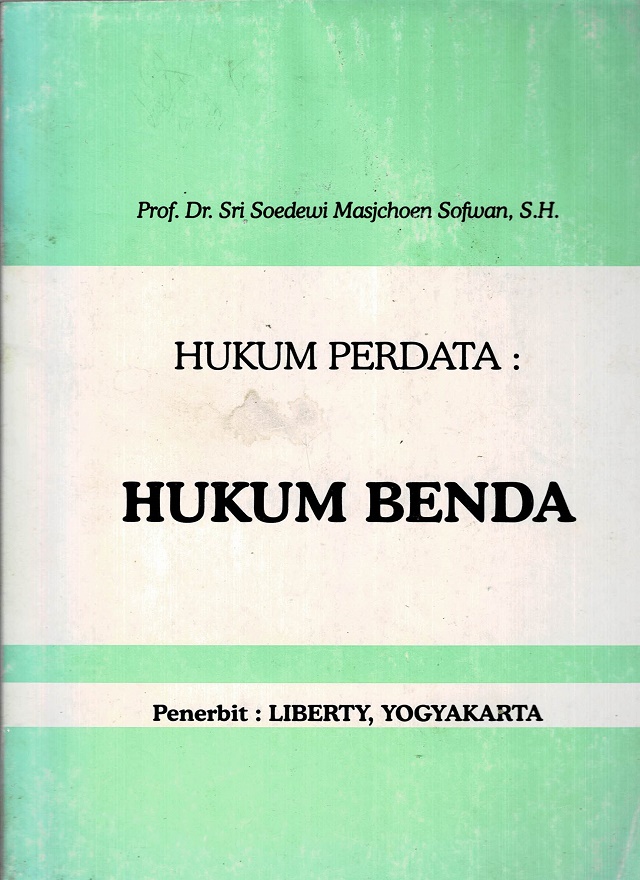 Prof. Dr. Sri Soedewi Masjchoen Sofwan, S.H.
HUKUM PERDATA :
HUKUM BENDA
Penerbit : LIBERTY, YOGYAKARTA